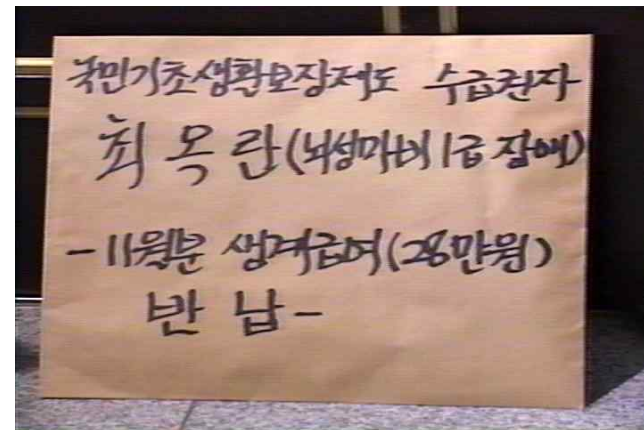 국민기초생활보장제도 수급권자
최 옥 란 (뇌성마비 1급 장애)
- 11월분 생계급여(28만원)
반 납 -